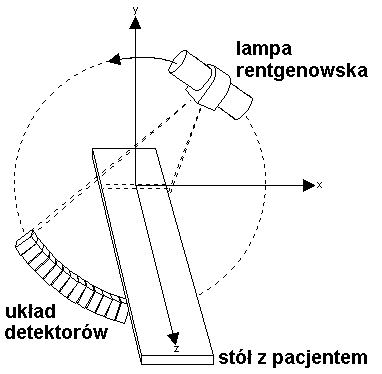 y
lampa
rentgenowska
x
układ
detektorów
z
stół z pacjentem